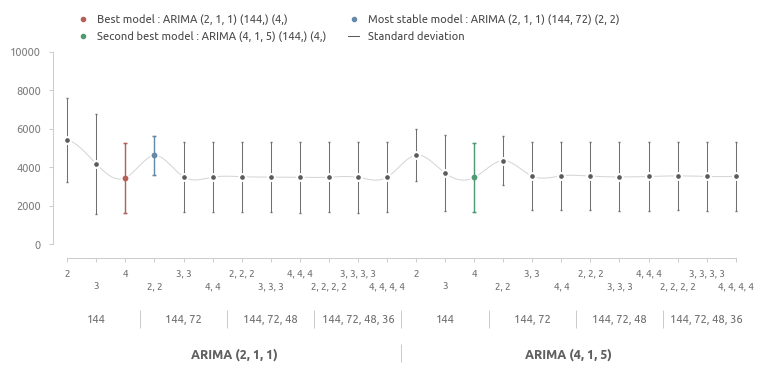 Best model : ARIMA (2, 1, 1) (144,) (4,)
Most stable model : ARIMA (2, 1, 1) (144, 72) (2, 2)
Second best model : ARIMA (4, 1, 5) (144,) (4,)
Standard deviation
10000
8000
6000
4000
2000
0
2 4 3, 3 2, 2, 2 4, 4, 4 3, 3, 3, 3 2 4 3, 3 2, 2, 2 4, 4, 4 3, 3, 3, 3
3 2, 2 4, 4 3, 3, 3 2, 2, 2, 2 4, 4, 4, 4 3 2, 2 4, 4 3, 3, 3 2, 2, 2, 2 4, 4, 4, 4
144 144, 72 144, 72, 48 144, 72, 48, 36 144 144, 72 144, 72, 48 144, 72, 48, 36
ARIMA (2, 1, 1) ARIMA (4, 1, 5)